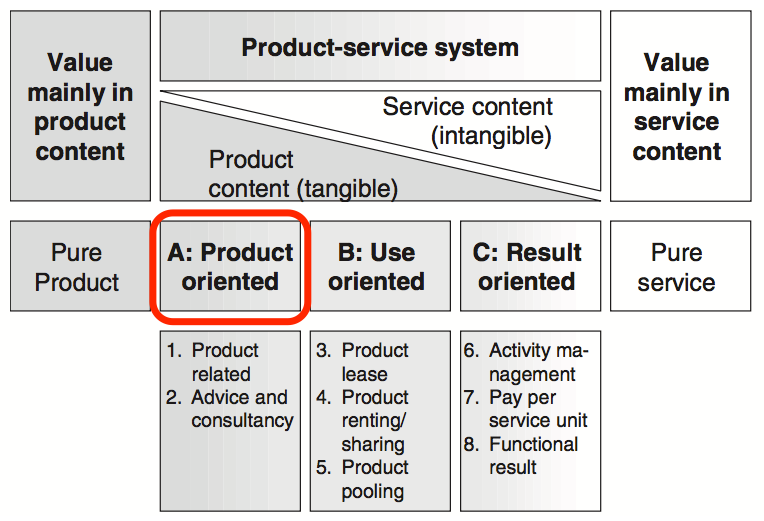 Value
mainly in
product
content
Product-service system
Service content
(intangible)
Product
content (tangible)
Value
mainly in
service
content
Pure
Product
A: Product
oriented
B: Use
oriented
C: Result
oriented
Pure
service
1. Product
related
2. Advice and
consultancy
3. Product
lease
4. Product
renting/
sharing
5. Product
pooling
6. Activity ma-
nagement
7. Pay per
service unit
8. Functional
result